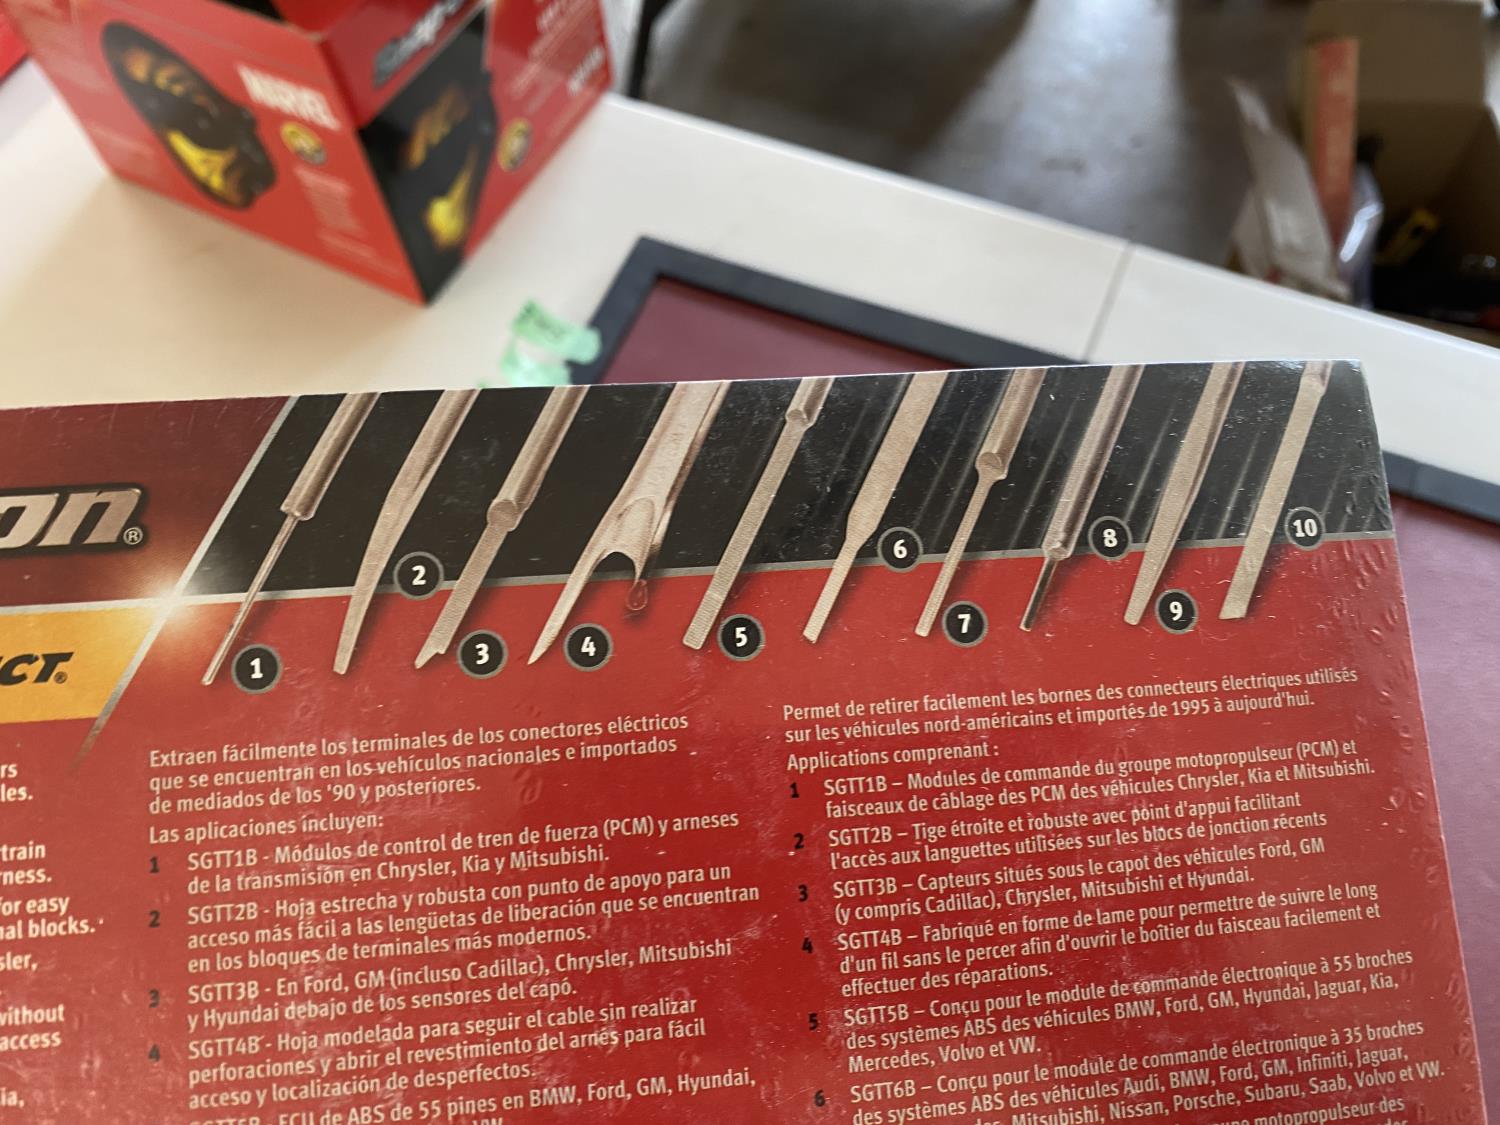 MARVEL
on®
CT®
1
2
3
4
5
6
7
8
9
10
rs
les.
train
ness.
for easy
nal blocks.
sler,
without
access
ia,
Extraen fácilmente los terminales de los conectores eléctricos
que se encuentran en los vehículos nacionales e importados
de mediados de los '90 y posteriores.
Las aplicaciones incluyen:
1 SGTT1B - Módulos de control de tren de fuerza (PCM) y arneses
de la transmisión en Chrysler, Kia y Mitsubishi.
2 SGTT2B - Hoja estrecha y robusta con punto de apoyo para un
acceso más fácil a las lengüetas de liberación que se encuentran
en los bloques de terminales más modernos.
3 SGTT3B - En Ford, GM (incluso Cadillac), Chrysler, Mitsubishi
y Hyundai debajo de los sensores del capó.
4 SGTT4B - Hoja modelada para seguir el cable sin realizar
perforaciones y abrir el revestimiento del arnés para fácil
acceso y localización de desperfectos.
SGTT5B - ECU de ABS de 55 pines en BMW, Ford, GM, Hyundai,
VW.
Permet de retirer facilement les bornes des connecteurs électriques utilisés
sur les véhicules nord-américains et importés de 1995 à aujourd'hui.
Applications comprenant :
1 SGTT1B – Modules de commande du groupe motopropulseur (PCM) et
faisceaux de câblage des PCM des véhicules Chrysler, Kia et Mitsubishi.
2 SGTT2B – Tige étroite et robuste avec point d'appui facilitant
l'accès aux languettes utilisées sur les blocs de jonction récents
3 SGTT3B – Capteurs situés sous le capot des véhicules Ford, GM
(y compris Cadillac), Chrysler, Mitsubishi et Hyundai.
4 SGTT4B – Fabriqué en forme de lame pour permettre de suivre le long
d'un fil sans le percer afin d'ouvrir le boîtier du faisceau facilement et
effectuer des réparations.
5 SGTT5B – Conçu pour le module de commande électronique à 55 broches
des systèmes ABS des véhicules BMW, Ford, GM, Hyundai, Jaguar, Kia,
Mercedes, Volvo et VW.
6 SGTT6B – Conçu pour le module de commande électronique à 35 broches
des systèmes ABS des véhicules Audi, BMW, Ford, GM, Infiniti, Jaguar,
Mitsubishi, Nissan, Porsche, Subaru, Saab, Volvo et VW.
motopropulseur des